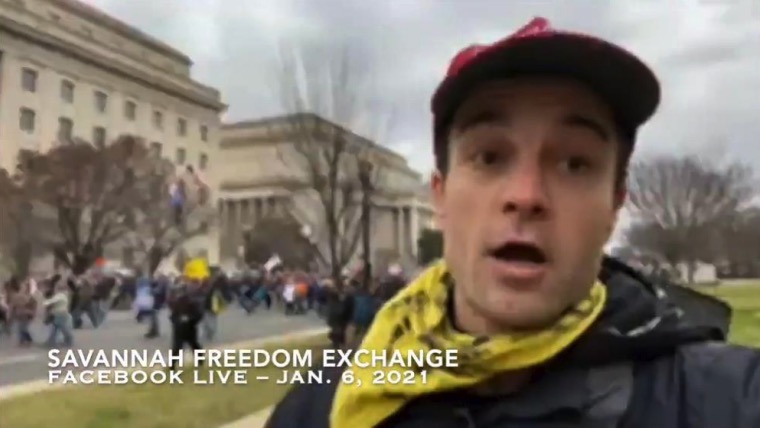 SAVANNAH FREEDOM EXCHANGE
FACEBOOK LIVE – JAN. 6, 2021